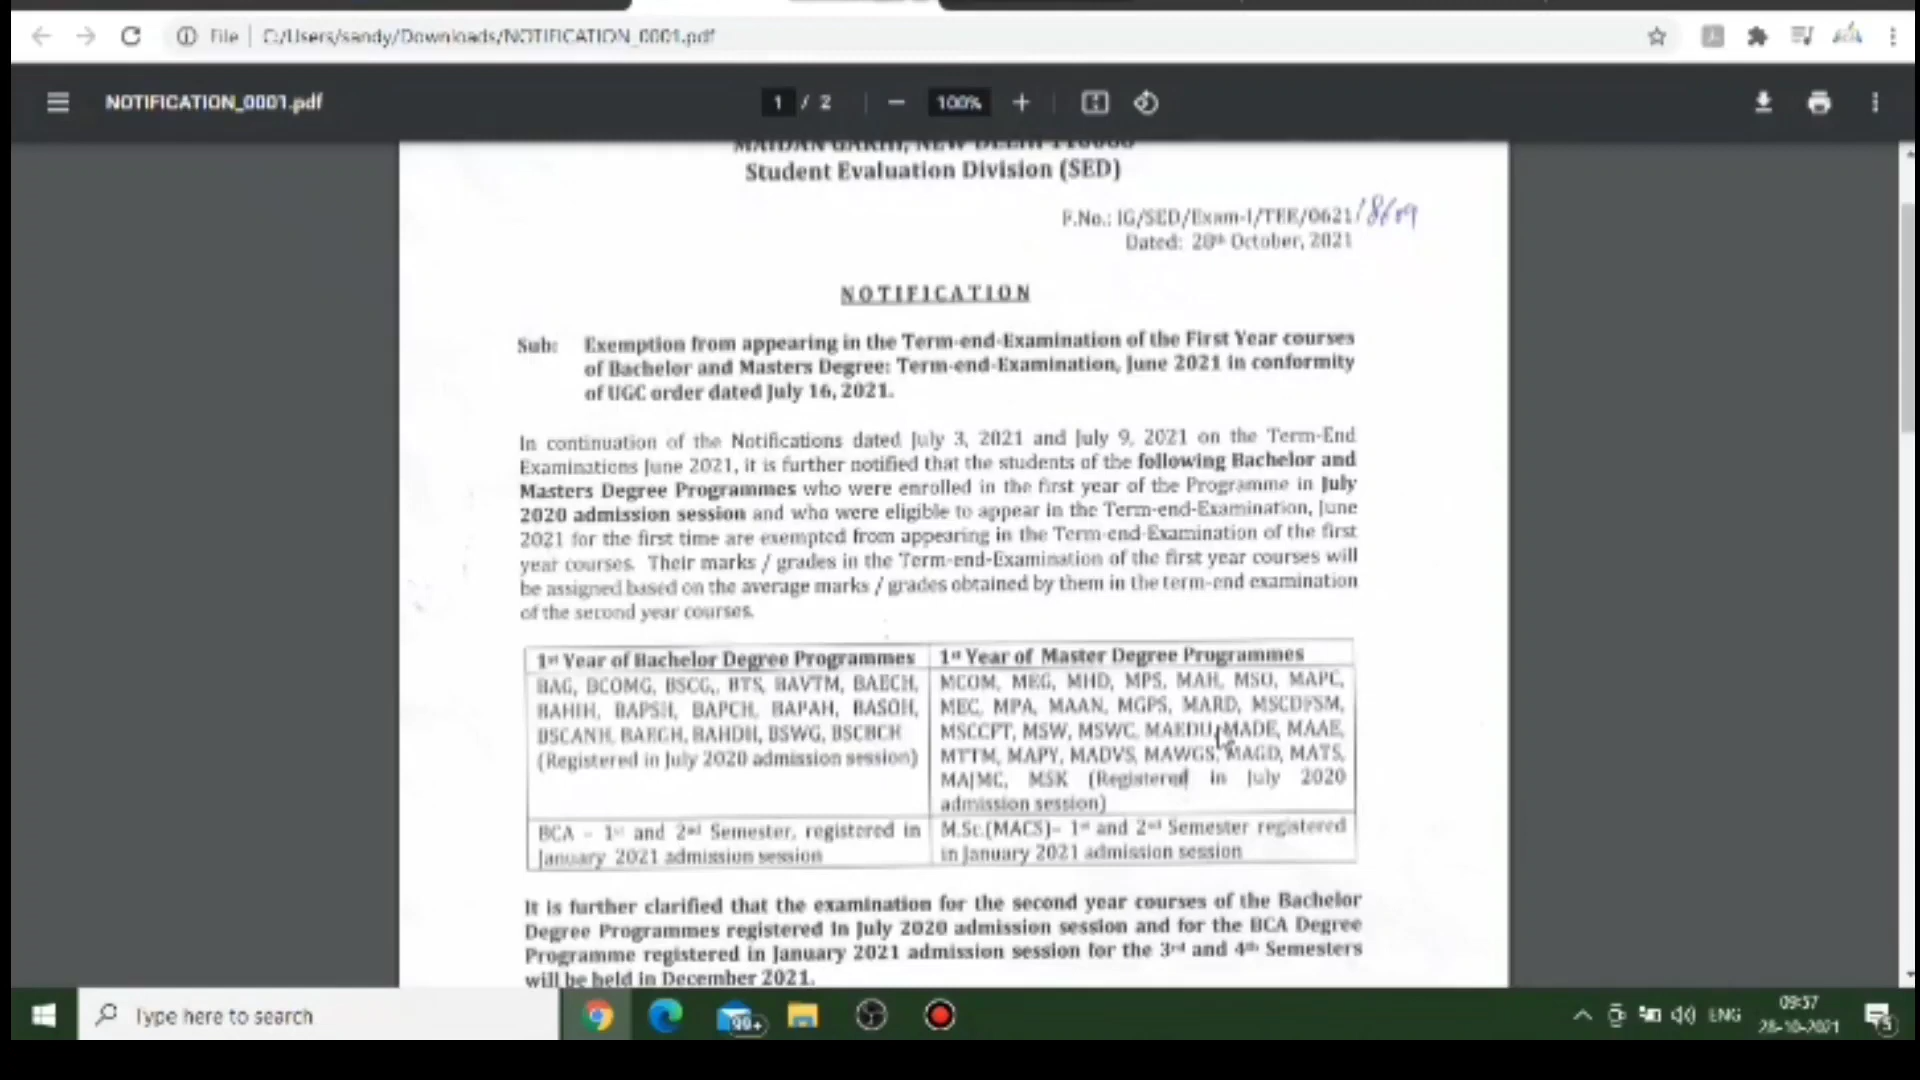 File | C:/Users/sandy/Downloads/NOTIFICATION_0001.pdf
NOTIFICATION_0001.pdf
1 / 2
100%
MAIDAN GARHI, NEW DELHI 110068
Student Evaluation Division (SED)
F.No.: IG/SED/Exam-I/TEE/0621/
Dated: 20th October, 2021
NOTIFICATION
Sub: Exemption from appearing in the Term-end-Examination of the First Year courses
of Bachelor and Masters Degree: Term-end-Examination, June 2021 in conformity
of UGC order dated July 16, 2021.
In continuation of the Notifications dated July 3, 2021 and July 9, 2021 on the Term-End
Examinations June 2021, it is further notified that the students of the following Bachelor and
Masters Degree Programmes who were enrolled in the first year of the Programme in July
2020 admission session and who were eligible to appear in the Term-end-Examination, June
2021 for the first time are exempted from appearing in the Term-end-Examination of the first
year courses. Their marks / grades in the Term-end-Examination of the first year courses will
be assigned based on the average marks / grades obtained by them in the term-end examination
of the second year courses.
1st Year of Bachelor Degree Programmes
BAG, BCOMG, BSCG,, BTS, BAVTM, BAECH,
BAHIH, BAPSH, BAPCH, BAPAH, BASOH,
BSCANH, BAEGH, BAHDH, BSWG, BSCBCH
(Registered in July 2020 admission session)
1st Year of Master Degree Programmes
MCOM, MEG, MHD, MPS, MAH, MSO, MAPC,
MEC, MPA, MAAN, MGPS, MARD, MSCDFSM,
MSCCPT, MSW, MSWC, MAEDU, MADE, MAAE,
MTTM, MAPY, MADVS, MAWGS, MAGD, MATS,
MAJMC, MSK (Registered in July 2020
admission session)
BCA – 1st and 2nd Semester, registered in
January 2021 admission session
M.Sc.(MACS)– 1st and 2nd Semester registered
in January 2021 admission session
It is further clarified that the examination for the second year courses of the Bachelor
Degree Programmes registered in July 2020 admission session and for the BCA Degree
Programme registered in January 2021 admission session for the 3rd and 4th Semesters
will be held in December 2021.
Type here to search
99+
ENG
09:57
28-10-2021
5